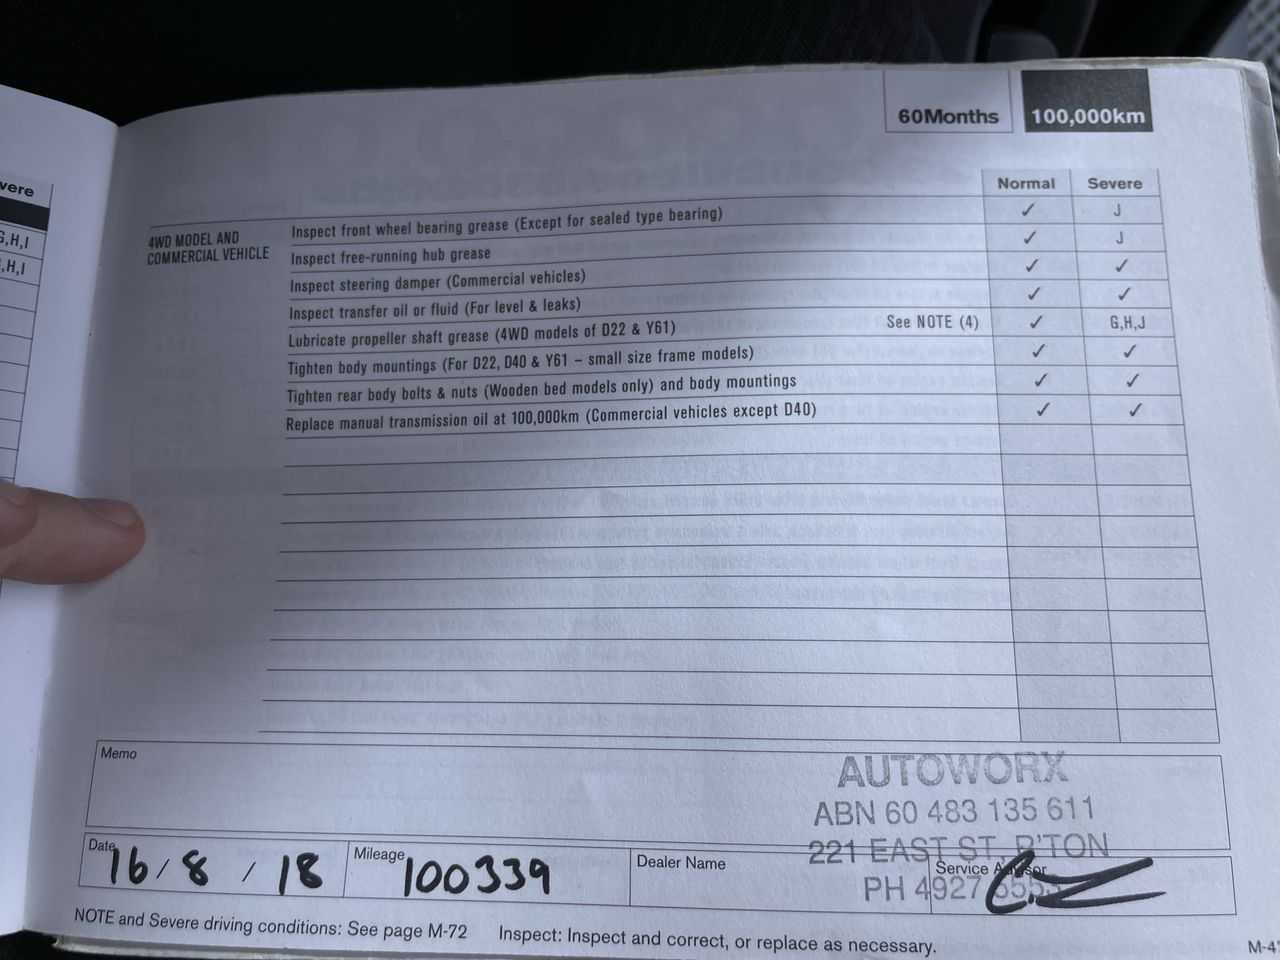 60Months 100,000km
vere
G,H,I
,H,I
Normal Severe
4WD MODEL AND
COMMERCIAL VEHICLE
Inspect front wheel bearing grease (Except for sealed type bearing) ✓ J
Inspect free-running hub grease ✓ J
Inspect steering damper (Commercial vehicles) ✓ ✓
Inspect transfer oil or fluid (For level & leaks) ✓ ✓
Lubricate propeller shaft grease (4WD models of D22 & Y61) See NOTE (4) ✓ G,H,J
Tighten body mountings (For D22, D40 & Y61 – small size frame models) ✓ ✓
Tighten rear body bolts & nuts (Wooden bed models only) and body mountings ✓ ✓
Replace manual transmission oil at 100,000km (Commercial vehicles except D40) ✓ ✓
Memo
AUTOWORX
ABN 60 483 135 611
221 EAST ST. R'TON
PH 4927
Date 16/8/18 Mileage 100339 Dealer Name Service Advisor
NOTE and Severe driving conditions: See page M-72 Inspect: Inspect and correct, or replace as necessary.